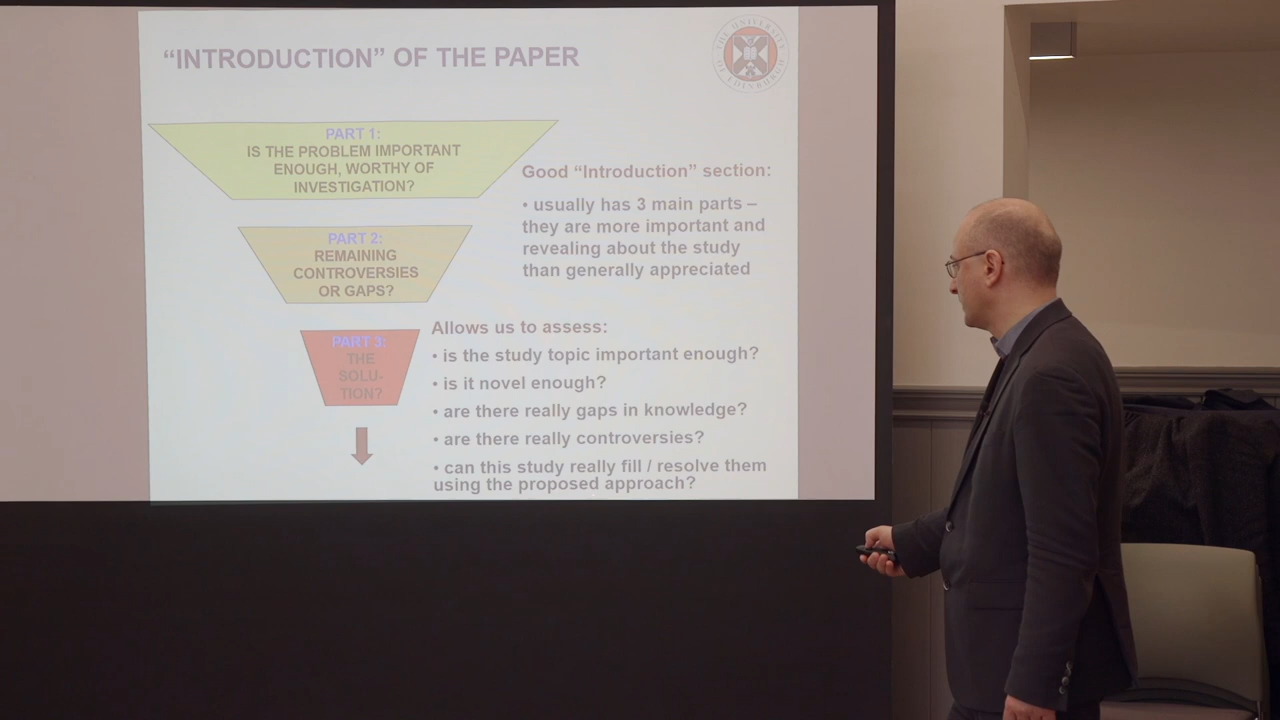 “INTRODUCTION” OF THE PAPER
THE UNIVERSITY OF EDINBURGH
PART 1:
IS THE PROBLEM IMPORTANT
ENOUGH, WORTHY OF
INVESTIGATION?
PART 2:
REMAINING
CONTROVERSIES
OR GAPS?
PART 3:
THE
SOLU-
TION?
Good “Introduction” section:
• usually has 3 main parts –
they are more important and
revealing about the study
than generally appreciated
Allows us to assess:
• is the study topic important enough?
• is it novel enough?
• are there really gaps in knowledge?
• are there really controversies?
• can this study really fill / resolve them
using the proposed approach?